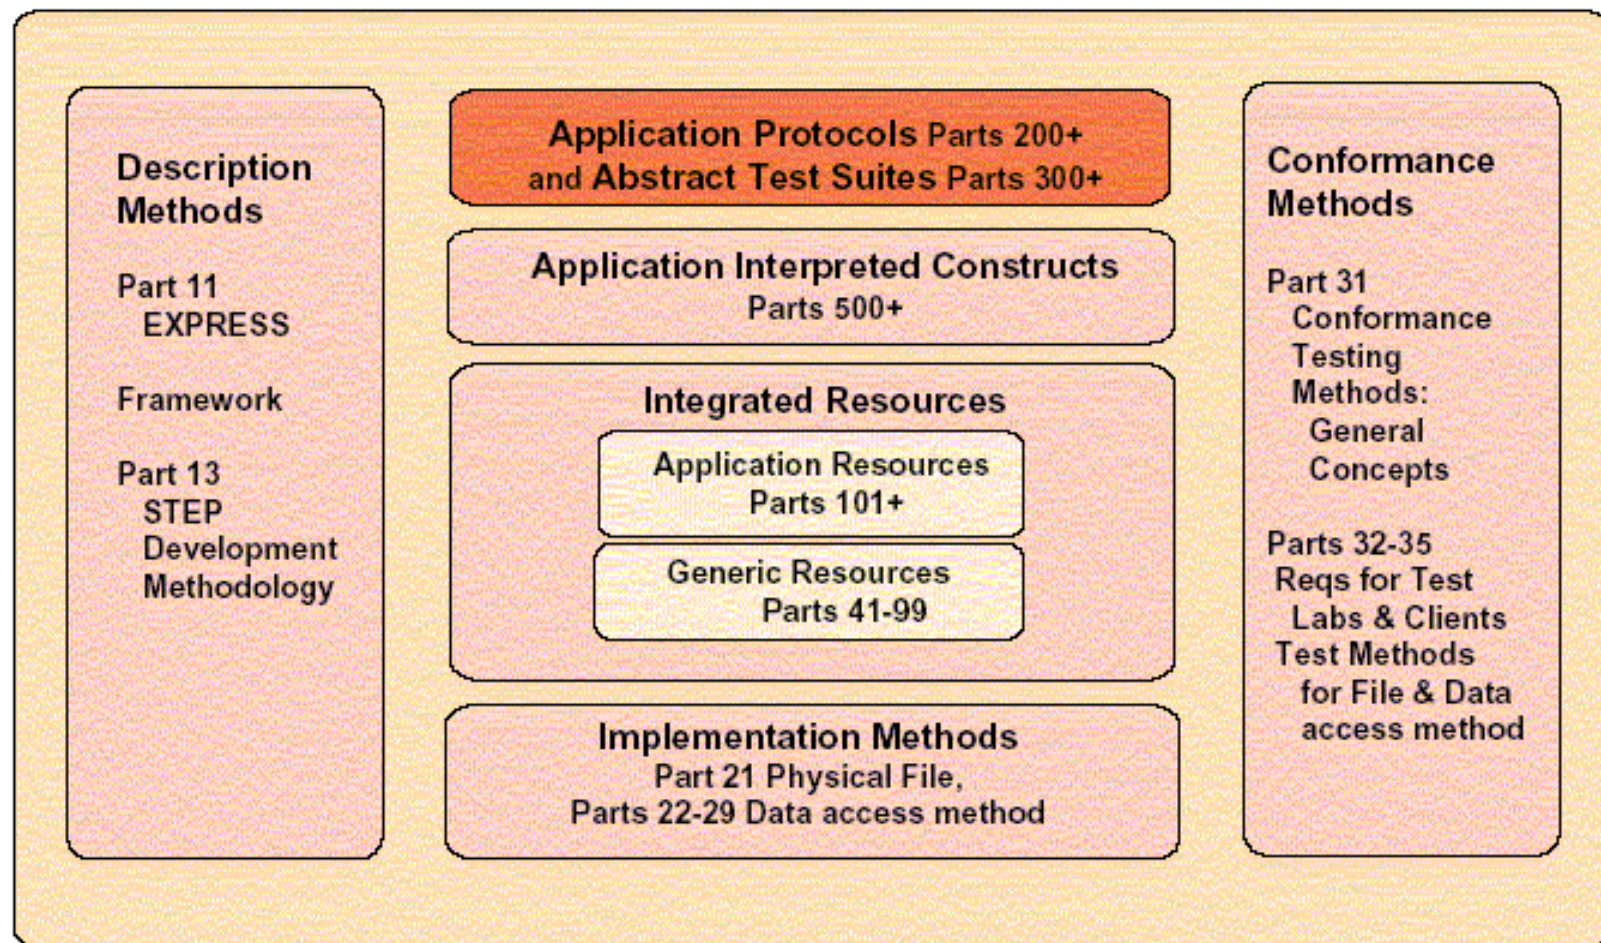 Description
Methods
Part 11
EXPRESS
Framework
Part 13
STEP
Development
Methodology
Application Protocols Parts 200+
and Abstract Test Suites Parts 300+
Application Interpreted Constructs
Parts 500+
Integrated Resources
Application Resources
Parts 101+
Generic Resources
Parts 41-99
Implementation Methods
Part 21 Physical File,
Parts 22-29 Data access method
Conformance
Methods
Part 31
Conformance
Testing
Methods:
General
Concepts
Parts 32-35
Reqs for Test
Labs & Clients
Test Methods
for File & Data
access method